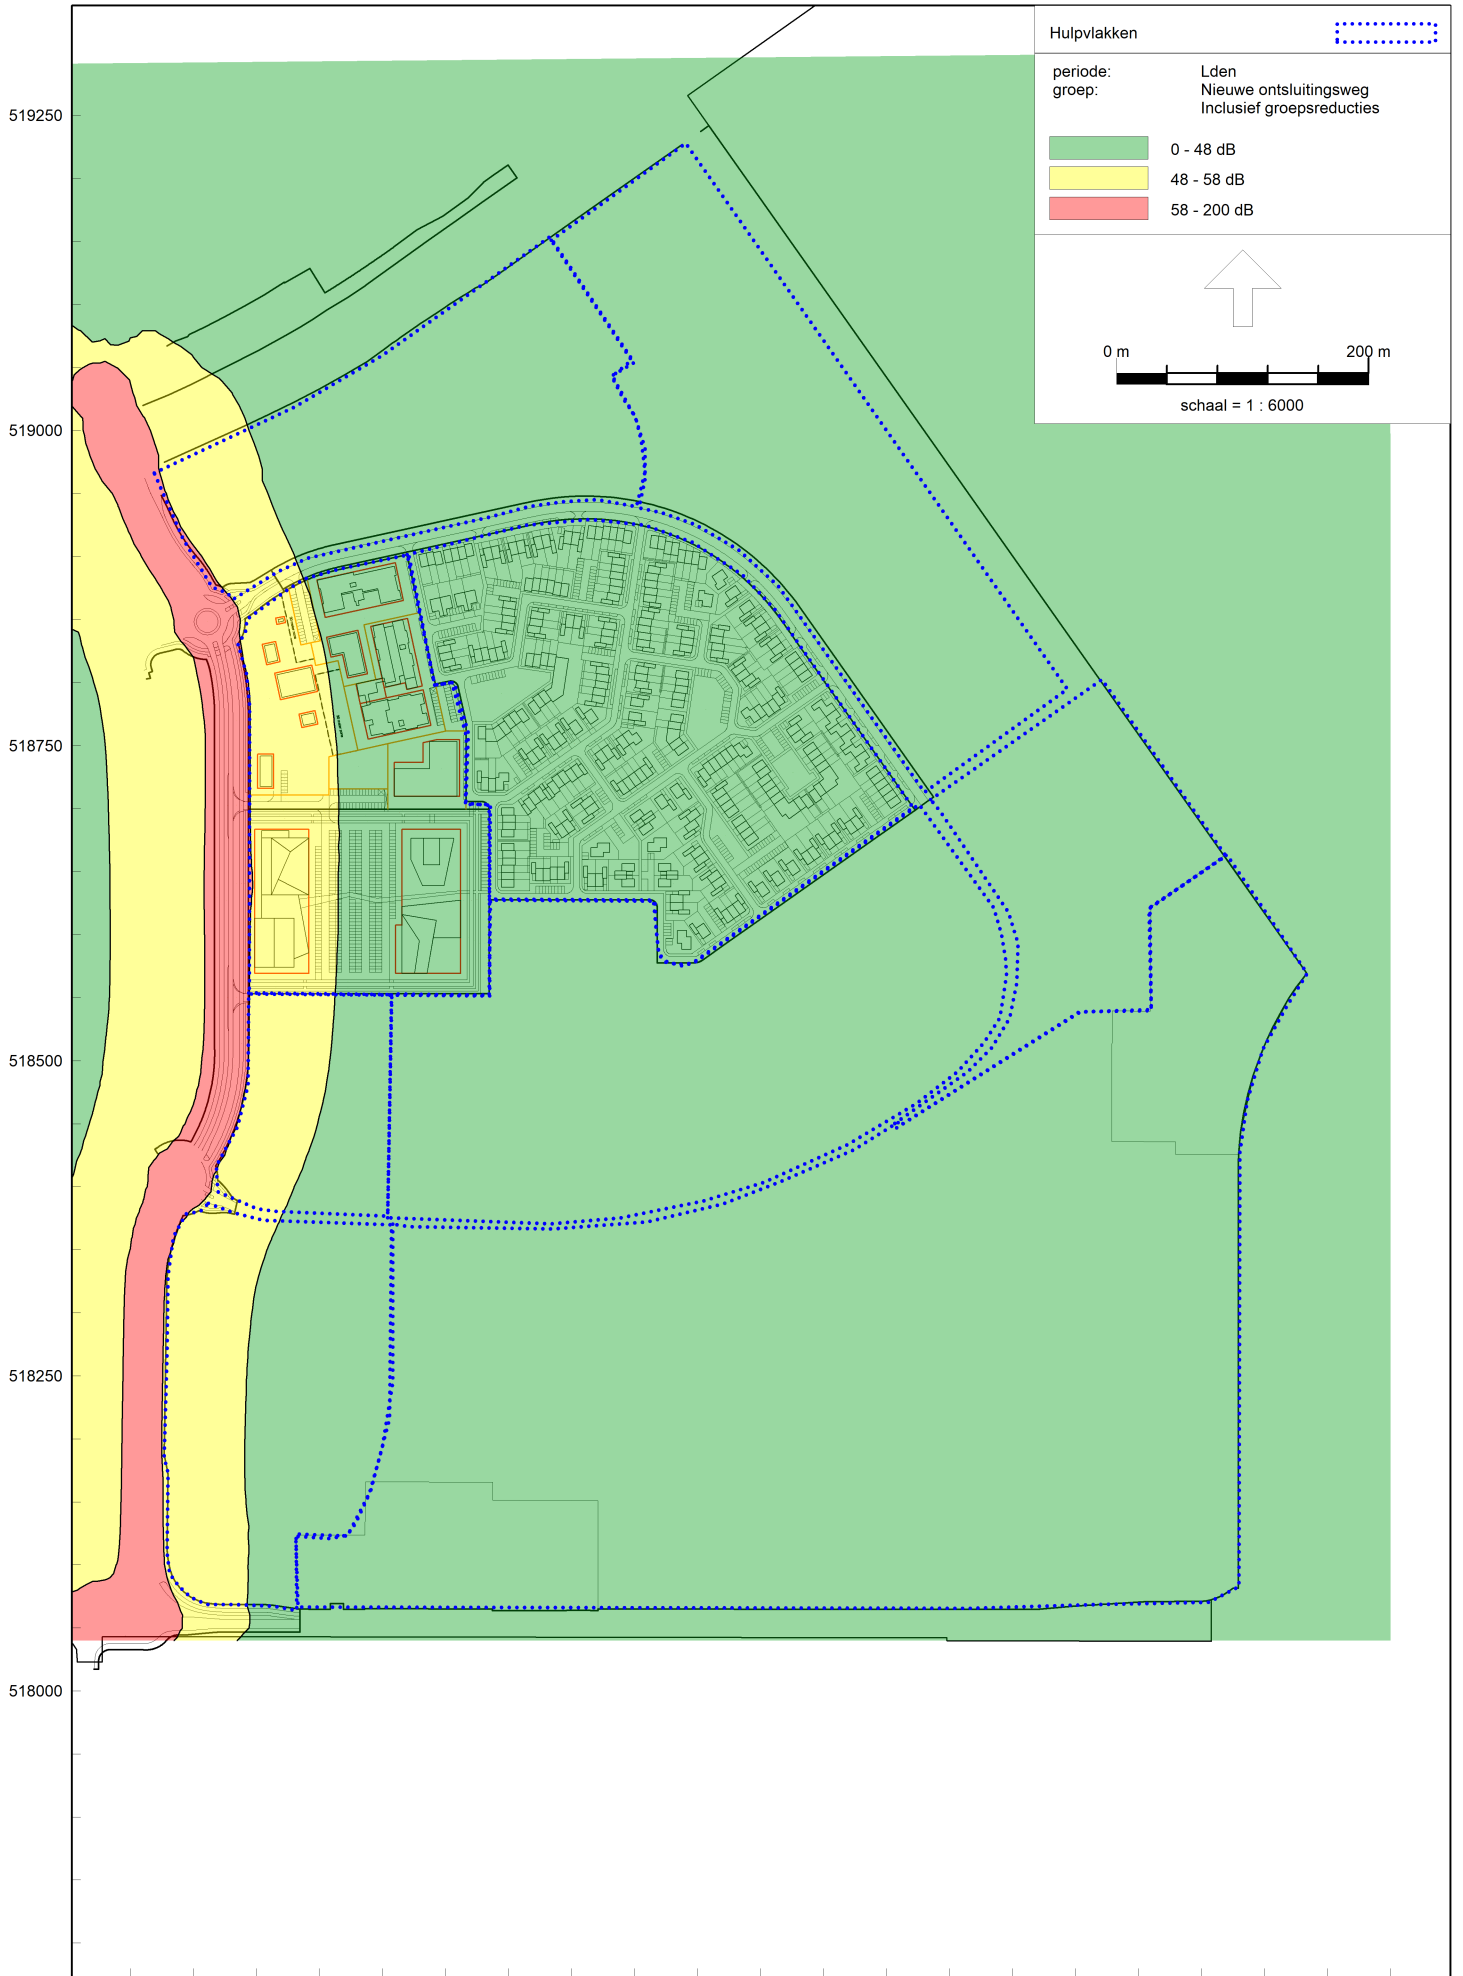 Hulpvlakken
periode: Lden
groep: Nieuwe ontsluitingsweg
Inclusief groepsreducties
0 - 48 dB
48 - 58 dB
58 - 200 dB
0 m 200 m
schaal = 1 : 6000
519250
519000
518750
518500
518250
518000